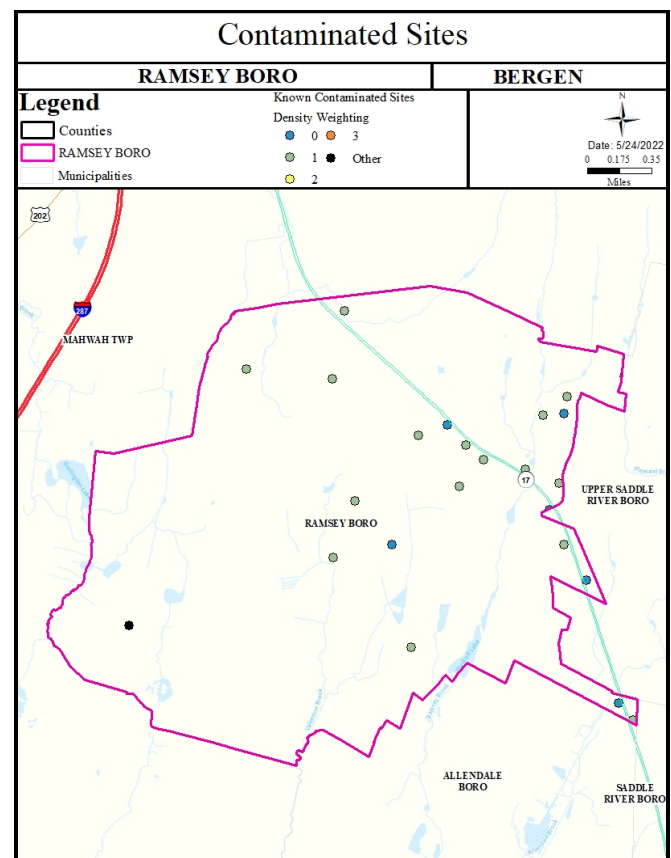 Contaminated Sites
RAMSEY BORO
BERGEN
Legend
Counties
RAMSEY BORO
Municipalities
Known Contaminated Sites
Density Weighting
0 3
1 Other
2
N
Date: 5/24/2022
0 0.175 0.35
Miles
202
287
MAHWAH TWP
17
UPPER SADDLE
RIVER BORO
RAMSEY BORO
ALLENDALE
BORO
SADDLE
RIVER BORO